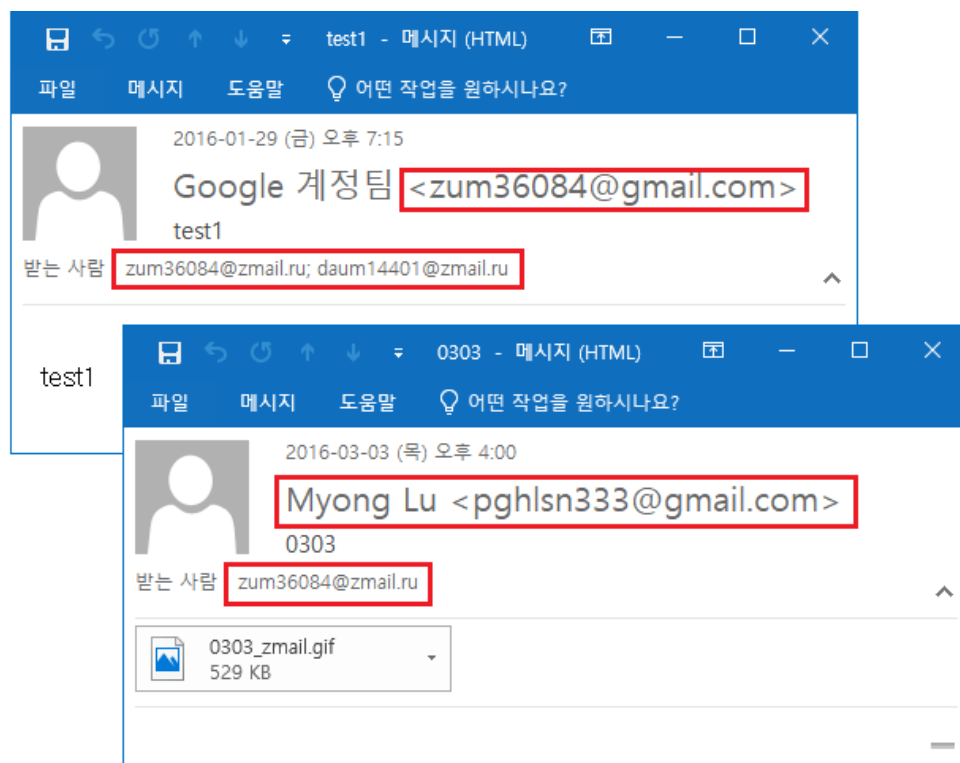 test1 - 메시지 (HTML)
파일 메시지 도움말 어떤 작업을 원하시나요?
2016-01-29 (금) 오후 7:15
Google 계정팀 <zum36084@gmail.com>
test1
받는 사람 zum36084@zmail.ru; daum14401@zmail.ru
test1
0303 - 메시지 (HTML)
파일 메시지 도움말 어떤 작업을 원하시나요?
2016-03-03 (목) 오후 4:00
Myong Lu <pghlsn333@gmail.com>
0303
받는 사람 zum36084@zmail.ru
0303_zmail.gif
529 KB